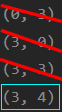 (0, 3)
(3, 0)
(3, 3)
(3, 4)